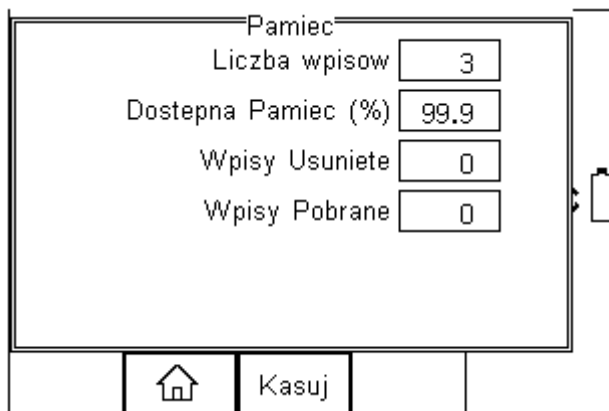 Pamiec
Liczba wpisow 3
Dostepna Pamiec (%) 99.9
Wpisy Usuniete 0
Wpisy Pobrane 0
Kasuj